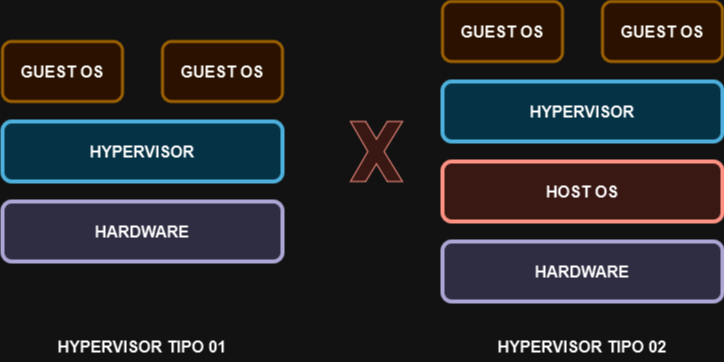 GUEST OS
GUEST OS
HYPERVISOR
HARDWARE
HYPERVISOR TIPO 01
X
GUEST OS
GUEST OS
HYPERVISOR
HOST OS
HARDWARE
HYPERVISOR TIPO 02